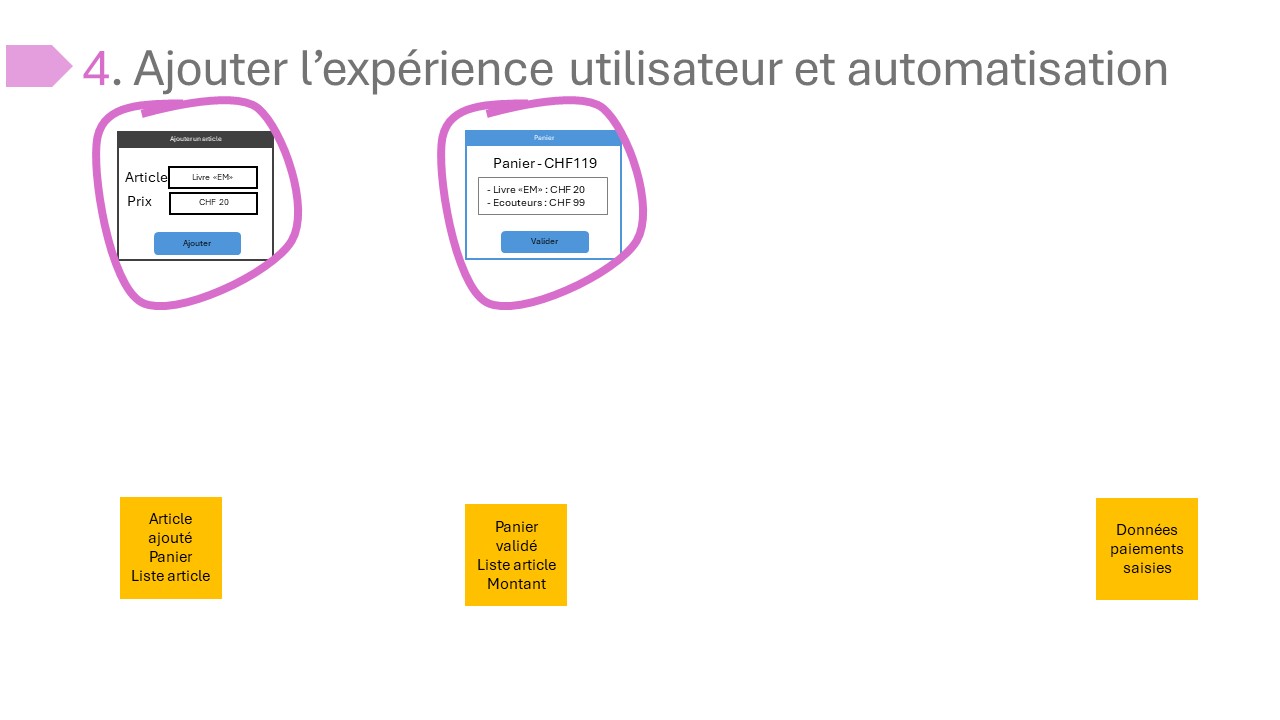 4. Ajouter l’expérience utilisateur et automatisation
Ajouter un article
Article
Livre «EM»
Prix
CHF 20
Ajouter
Panier
Panier - CHF119
- Livre «EM» : CHF 20
- Ecouteurs : CHF 99
Valider
Article
ajouté
Panier
Liste article
Panier
validé
Liste article
Montant
Données
paiements
saisies